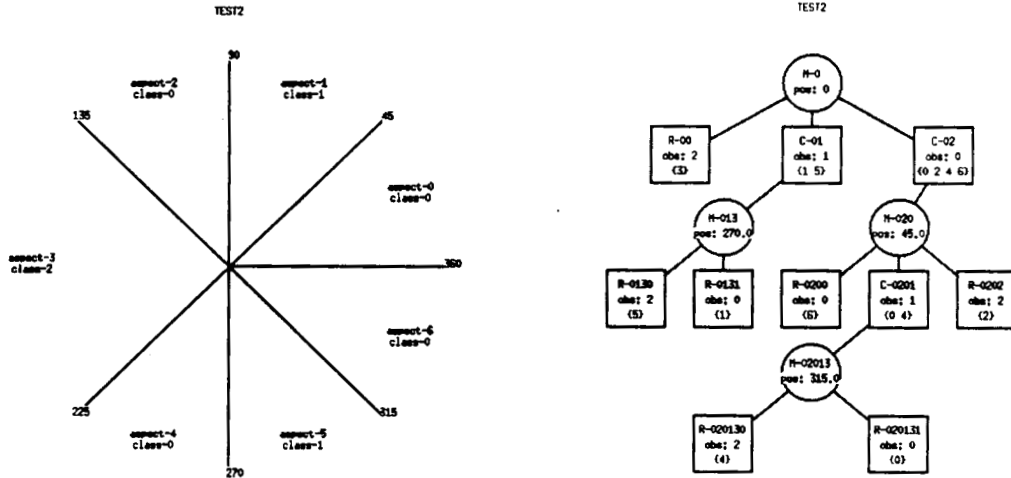 TEST2
90
aspect-2
class-0
aspect-1
class-1
135
45
aspect-0
class-0
aspect-3
class-2
360
aspect-6
class-0
225
315
aspect-4
class-0
aspect-5
class-1
270
TEST2
M-0
pos: 0
R-00
obs: 2
{3}
C-01
obs: 1
{1 5}
C-02
obs: 0
{0 2 4 6}
M-013
pos: 270.0
M-020
pos: 45.0
R-0130
obs: 2
{5}
R-0131
obs: 0
{1}
R-0200
obs: 0
{6}
C-0201
obs: 1
{0 4}
R-0202
obs: 2
{2}
M-02013
pos: 315.0
R-020130
obs: 2
{4}
R-020131
obs: 0
{0}